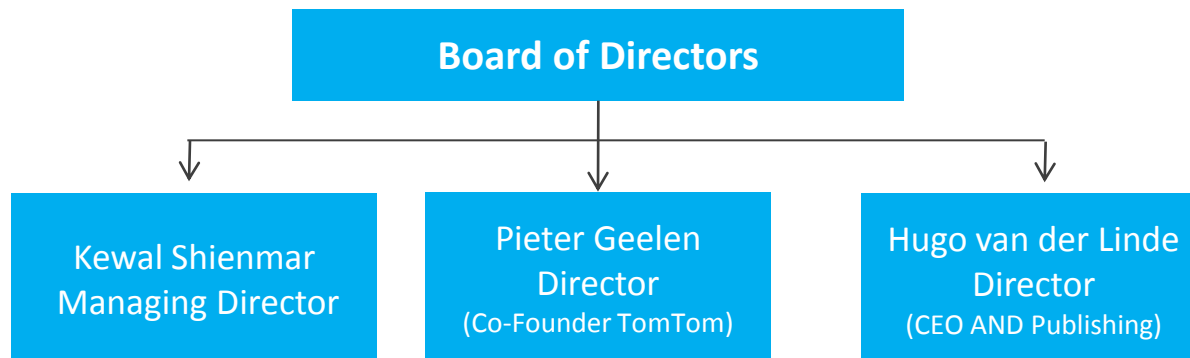 Board of Directors
Kewal Shienmar
Managing Director
Pieter Geelen
Director
(Co-Founder TomTom)
Hugo van der Linde
Director
(CEO AND Publishing)